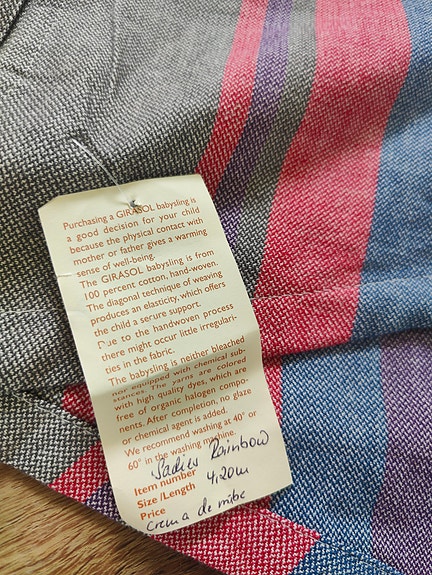 Purchasing a GIRASOL babysling is
a good decision for your child
because the physical contact with
mother or father gives a warming
sense of well-being.
The GIRASOL babysling is from
100 percent cotton, hand-woven.
The diagonal technique of weaving
produces an elasticity, which offers
the child a secure support.
Due to the handwoven process
there might occur little irregulari-
ties in the fabric.
The babysling is neither bleached
nor equipped with chemical sub-
stances. The yarns are colored
with high quality dyes, which are
free of organic halogen compo-
nents. After completion, no glaze
or chemical agent is added.
We recommend washing at 40° or
60° in the washing machine.
Rainbow
Item number
Size /Length 4,20m
Price
crema de